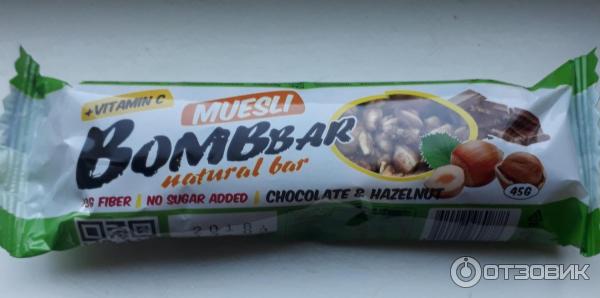 +VITAMIN C
MUESLI
BOMBBAR
natural bar
FIBER | NO SUGAR ADDED | CHOCOLATE & HAZELNUT
45G
ОТЗОВИК